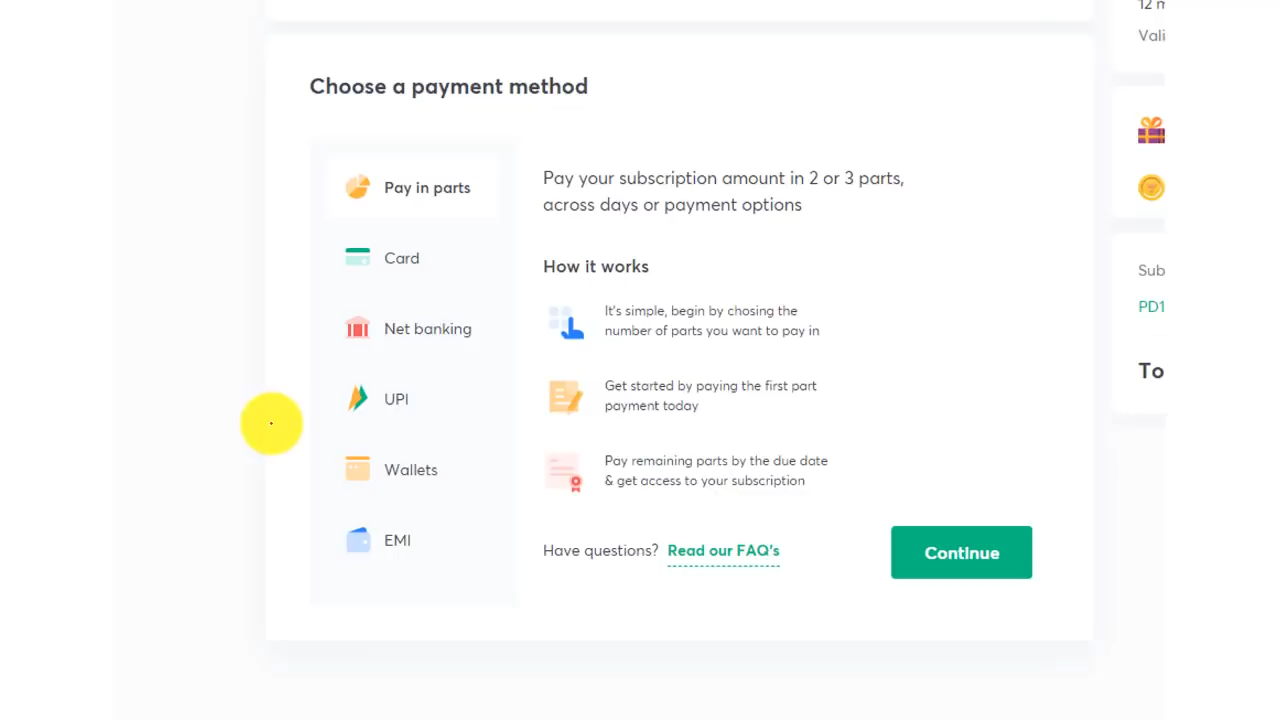 Choose a payment method
Pay in parts
Card
Net banking
UPI
Wallets
EMI
Pay your subscription amount in 2 or 3 parts,
across days or payment options
How it works
It's simple, begin by chosing the
number of parts you want to pay in
Get started by paying the first part
payment today
Pay remaining parts by the due date
& get access to your subscription
Have questions? Read our FAQ's
Continue
12 m
Vali
Sub
PD1
To